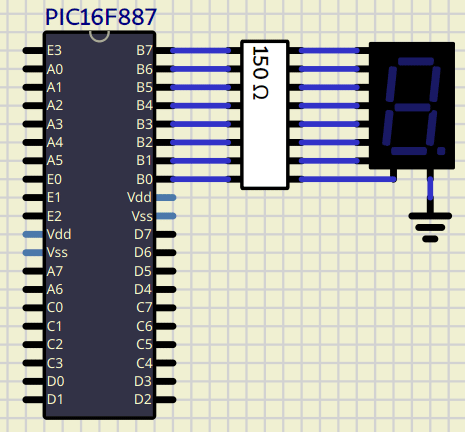 PIC16F887
E3 B7
A0 B6
A1 B5
A2 B4
A3 B3
A4 B2
A5 B1
E0 B0
E1 Vdd
E2 Vss
Vdd D7
Vss D6
A7 D5
A6 D4
C0 C7
C1 C6
C2 C5
C3 C4
D0 D3
D1 D2
150 Ω